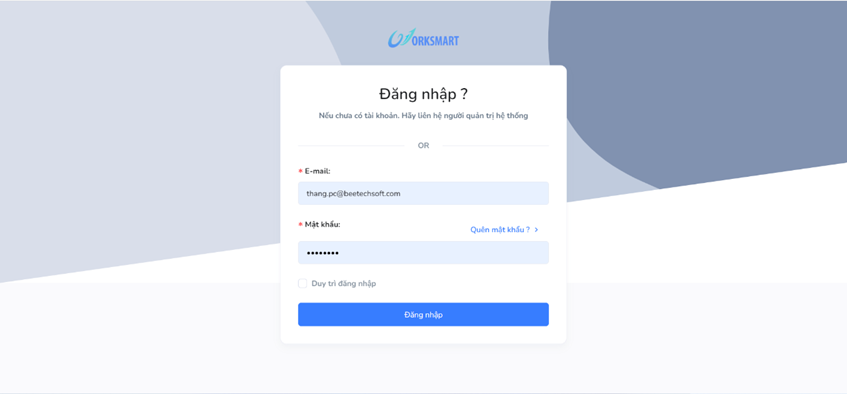 WORKSMART
Đăng nhập ?
Nếu chưa có tài khoản. Hãy liên hệ người quản trị hệ thống
OR
* E-mail:
thang.pc@beetechsoft.com
* Mật khẩu:
Quên mật khẩu ? >
••••••••
Duy trì đăng nhập
Đăng nhập